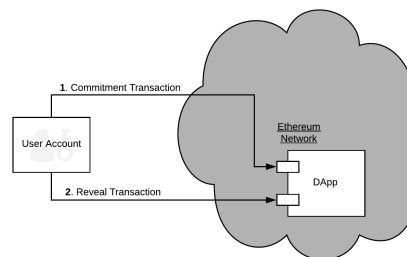 1. Commitment Transaction
Ethereum
Network
User Account
DApp
2. Reveal Transaction